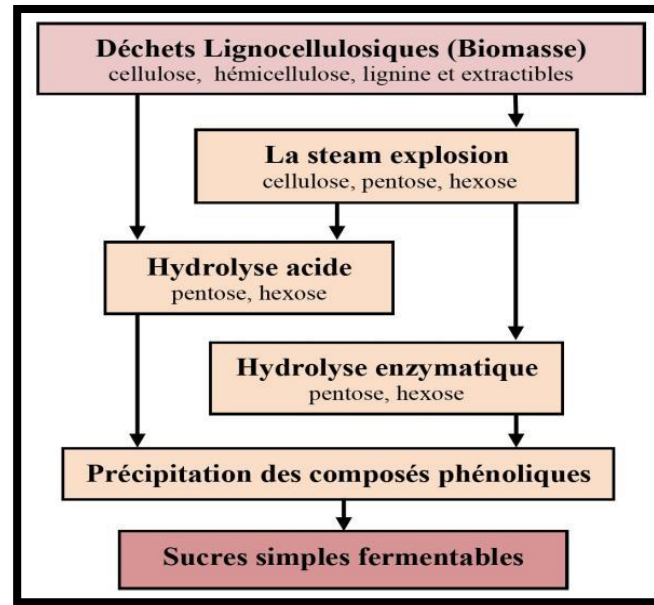 Déchets Lignocellulosiques (Biomasse)
cellulose, hémicellulose, lignine et extractibles
La steam explosion
cellulose, pentose, hexose
Hydrolyse acide
pentose, hexose
Hydrolyse enzymatique
pentose, hexose
Précipitation des composés phénoliques
Sucres simples fermentables